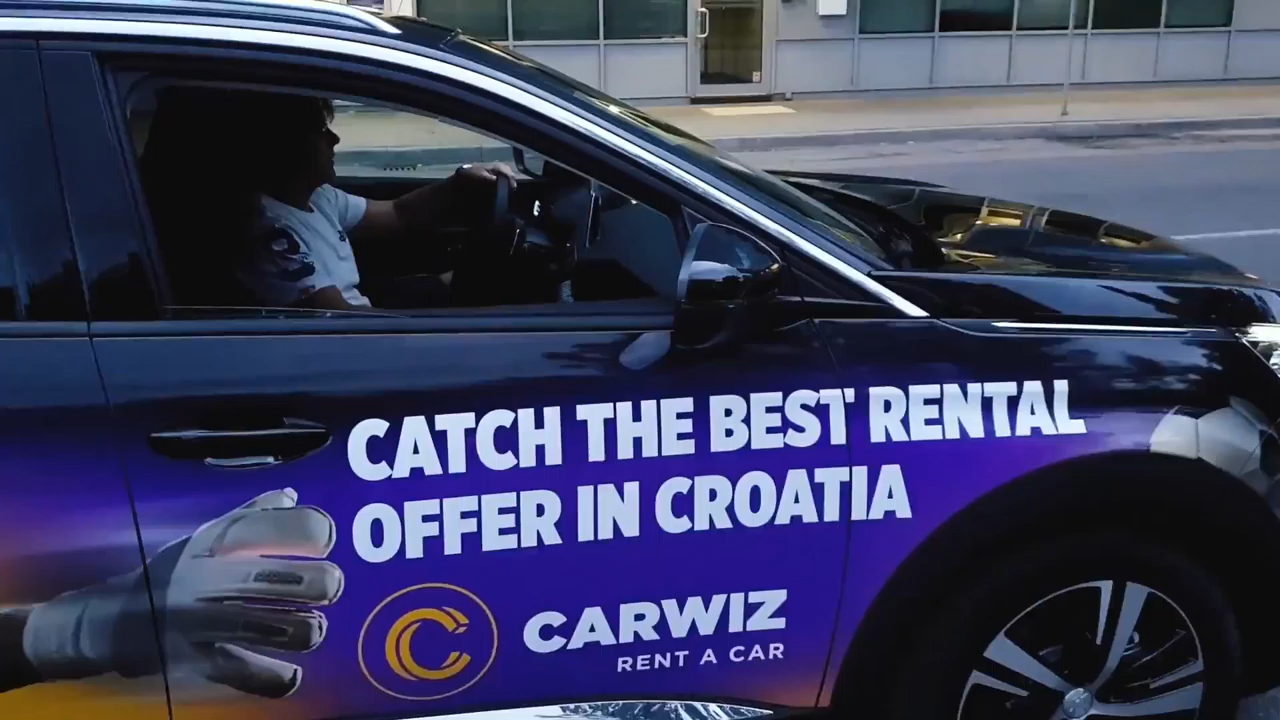 CATCH THE BEST RENTAL
OFFER IN CROATIA
CARWIZ
RENT A CAR